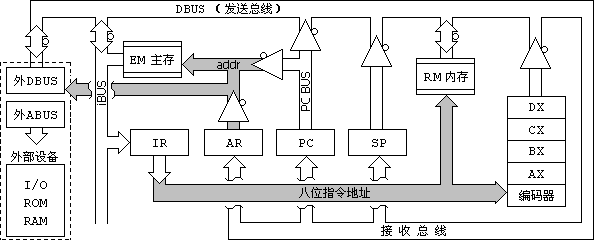 DBUS （发送总线）
EM 主存
addr
外DBUS
外ABUS
外部设备
I/O
ROM
RAM
iBUS
PC BUS
RM 内存
DX
CX
BX
AX
编码器
IR
AR
PC
SP
八位指令地址
接 收 总 线